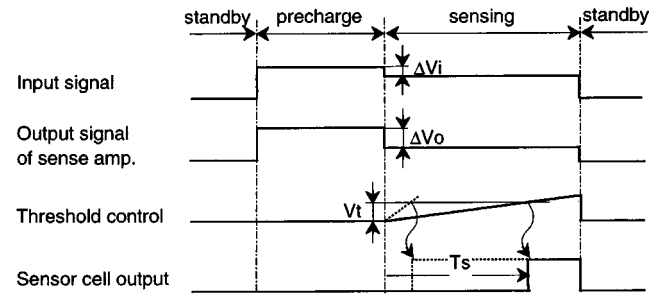 standby precharge sensing standby
Input signal
ΔVi
Output signal
of sense amp.
ΔVo
Threshold control
Vt
Sensor cell output
Ts